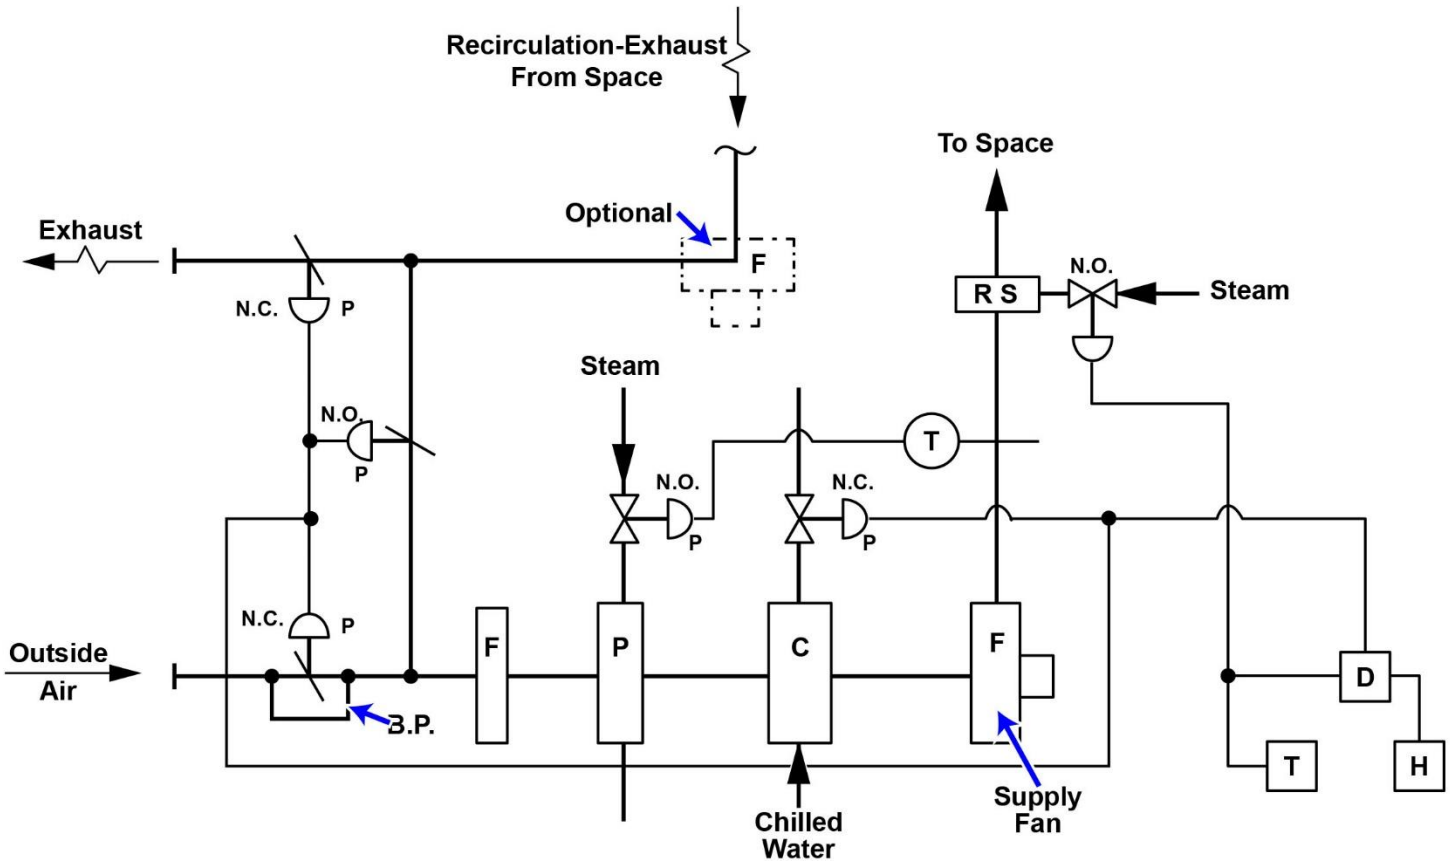 Recirculation-Exhaust
From Space
To Space
Optional
Exhaust
F
N.O.
N.C.
P
R S
Steam
Steam
N.O.
P
T
N.O.
P
N.C.
P
N.C.
P
Outside
Air
B.P.
F
P
C
F
D
T
H
Supply
Fan
Chilled
Water